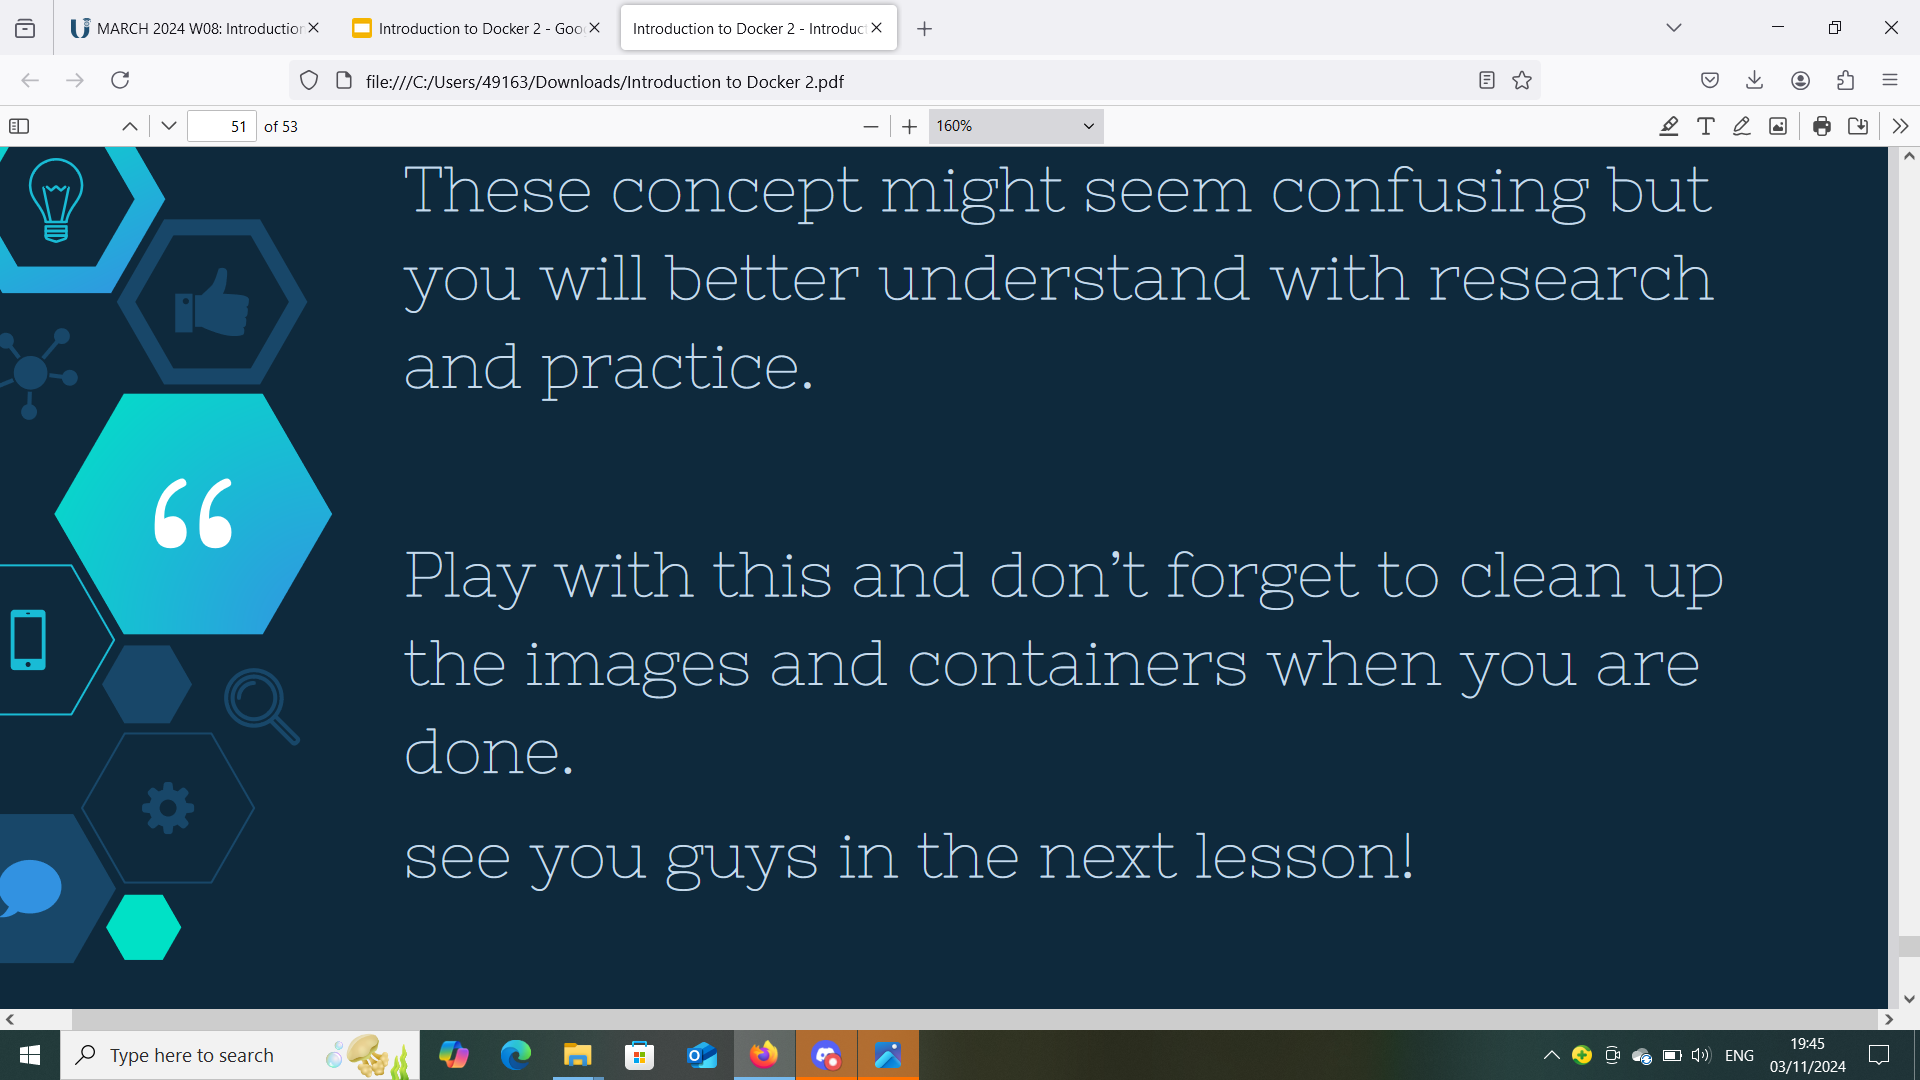 MARCH 2024 W08: Introduction
Introduction to Docker 2 - Goo
Introduction to Docker 2 - Introduc
file:///C:/Users/49163/Downloads/Introduction to Docker 2.pdf
51 of 53
160%
These concept might seem confusing but
you will better understand with research
and practice.
“
Play with this and don’t forget to clean up
the images and containers when you are
done.
see you guys in the next lesson!
Type here to search
ENG
19:45
03/11/2024